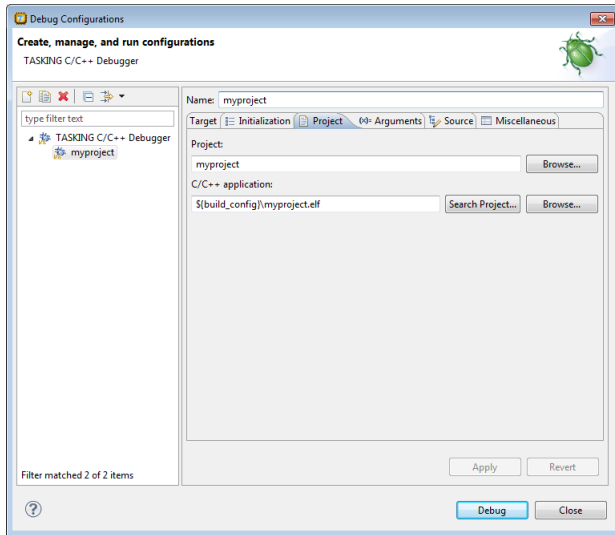 Debug Configurations
Create, manage, and run configurations
TASKING C/C++ Debugger
type filter text
TASKING C/C++ Debugger
myproject
Filter matched 2 of 2 items
Name: myproject
Target Initialization Project (x)= Arguments Source Miscellaneous
Project:
myproject Browse...
C/C++ application:
${build_config}\myproject.elf Search Project... Browse...
Apply Revert
? Debug Close